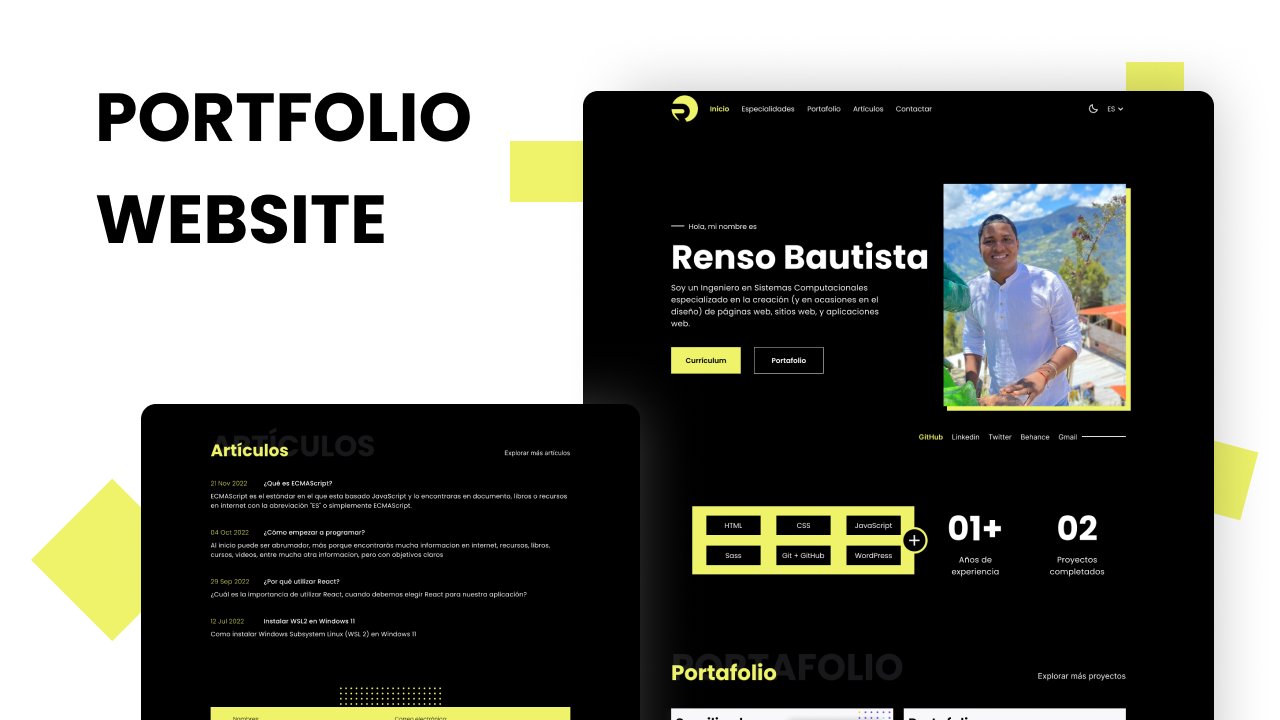 PORTFOLIO
WEBSITE
Inicio Especialidades Portafolio Artículos Contactar ES
Hola, mi nombre es
Renso Bautista
Soy un Ingeniero en Sistemas Computacionales
especializado en la creación (y en ocasiones en el
diseño) de páginas web, sitios web, y aplicaciones
web.
Currículum Portafolio
GitHub Linkedin Twitter Behance Gmail
HTML CSS JavaScript
Sass Git + GitHub WordPress
01+
Años de
experiencia
02
Proyectos
completados
PORTAFOLIO
Portafolio
Explorar más proyectos
ARTÍCULOS
Artículos
Explorar más artículos
21 Nov 2022 ¿Qué es ECMAScript?
ECMAScript es el estándar en el que esta basado JavaScript y lo encontraras en documento, libros o recursos
en internet con la abreviación "ES" o simplemente ECMAScript.
04 Oct 2022 ¿Cómo empezar a programar?
Al inicio puede ser abrumador, más porque encontrarás mucha informacion en internet, recursos, libros,
cursos, videos, entre mucha otra informacion, pero con objetivos claros
29 Sep 2022 ¿Por qué utilizar React?
¿Cuál es la importancia de utilizar React, cuando debemos elegir React para nuestra aplicación?
12 Jul 2022 Instalar WSL2 en Windows 11
Como instalar Windows Subsystem Linux (WSL 2) en Windows 11
Nombres Correo electrónico